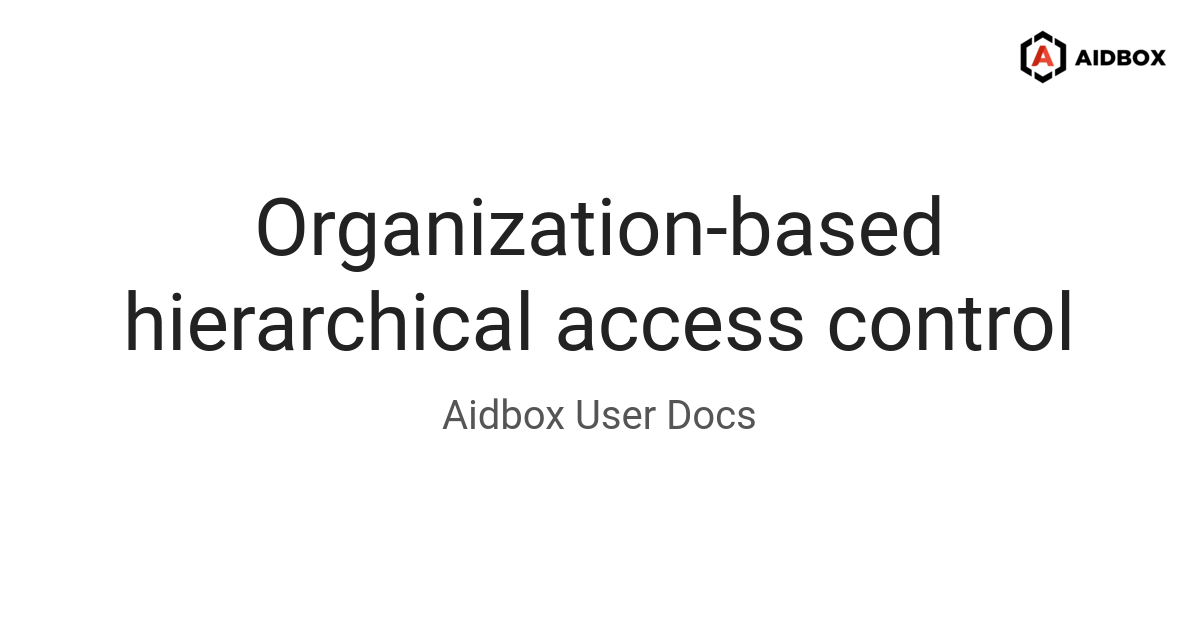 AIDBOX
Organization-based
hierarchical access control
Aidbox User Docs